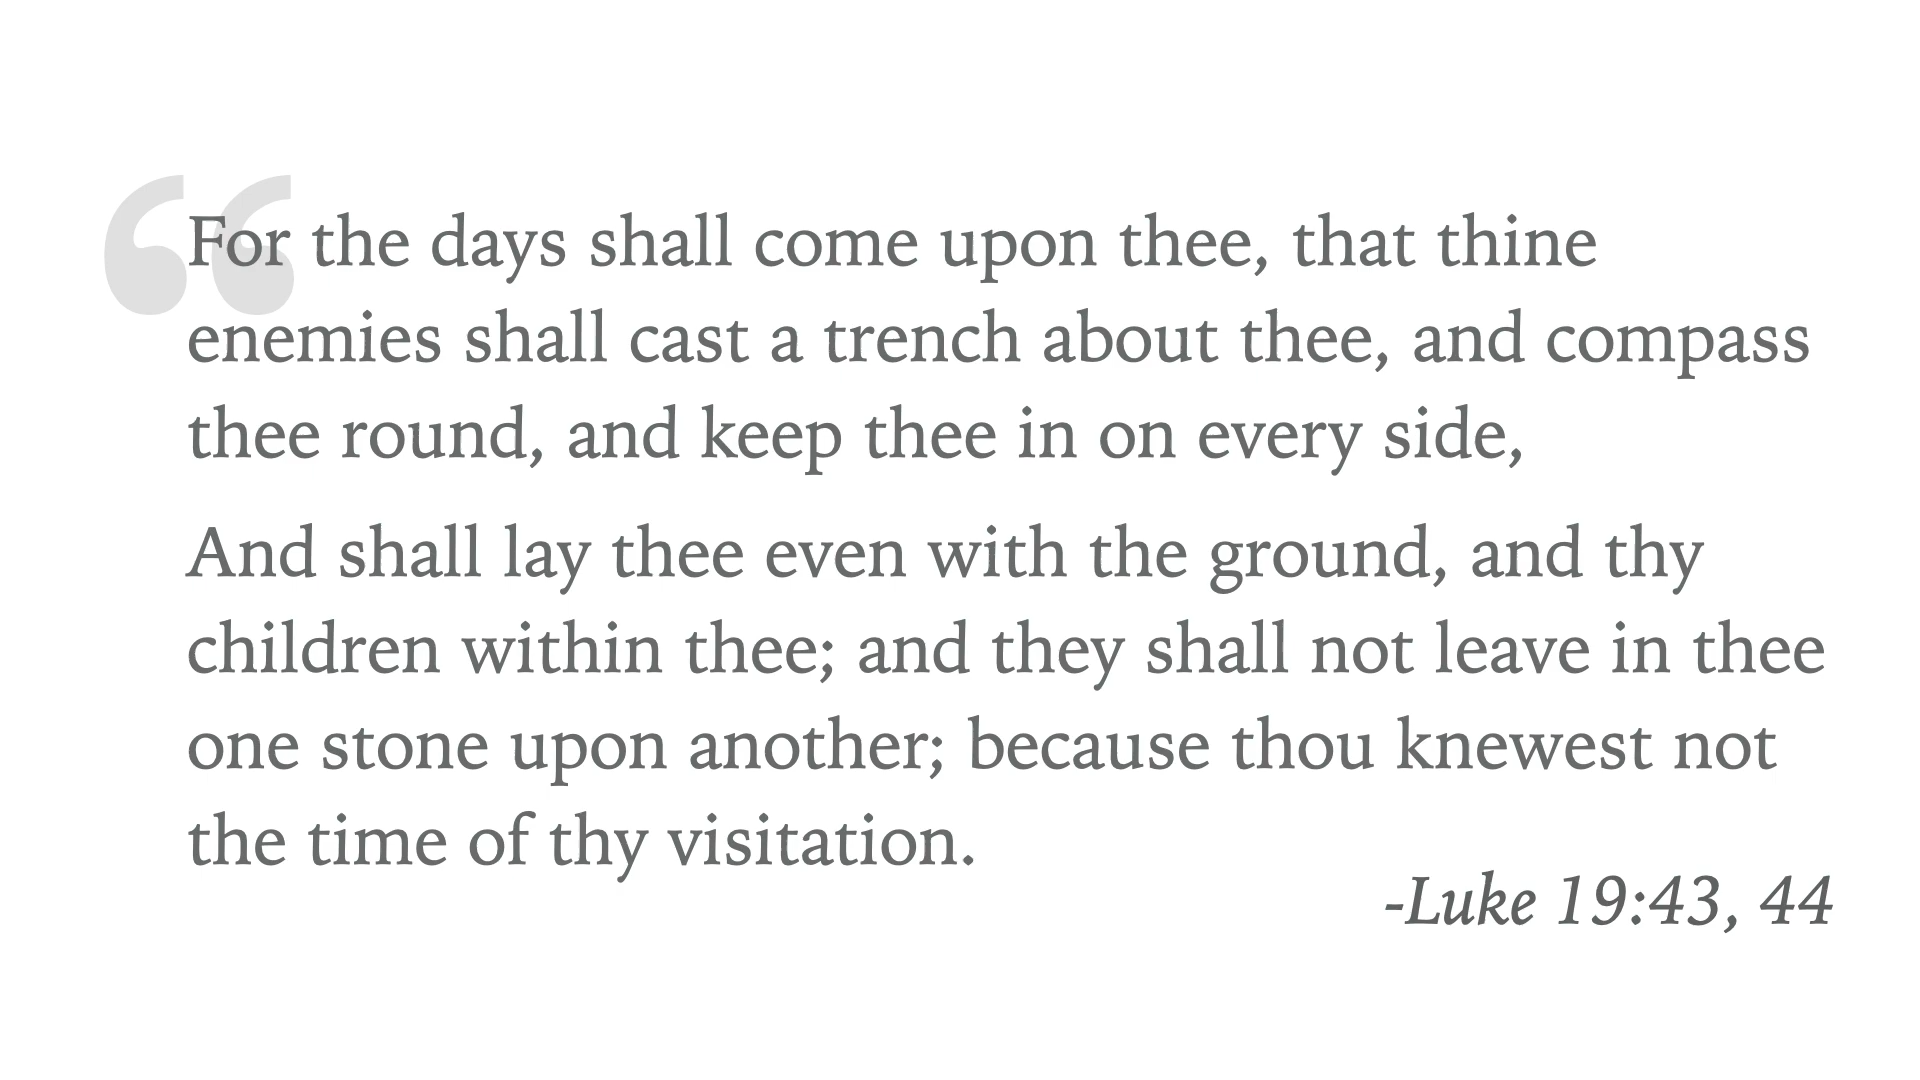 For the days shall come upon thee, that thine
enemies shall cast a trench about thee, and compass
thee round, and keep thee in on every side,
And shall lay thee even with the ground, and thy
children within thee; and they shall not leave in thee
one stone upon another; because thou knewest not
the time of thy visitation.
-Luke 19:43, 44